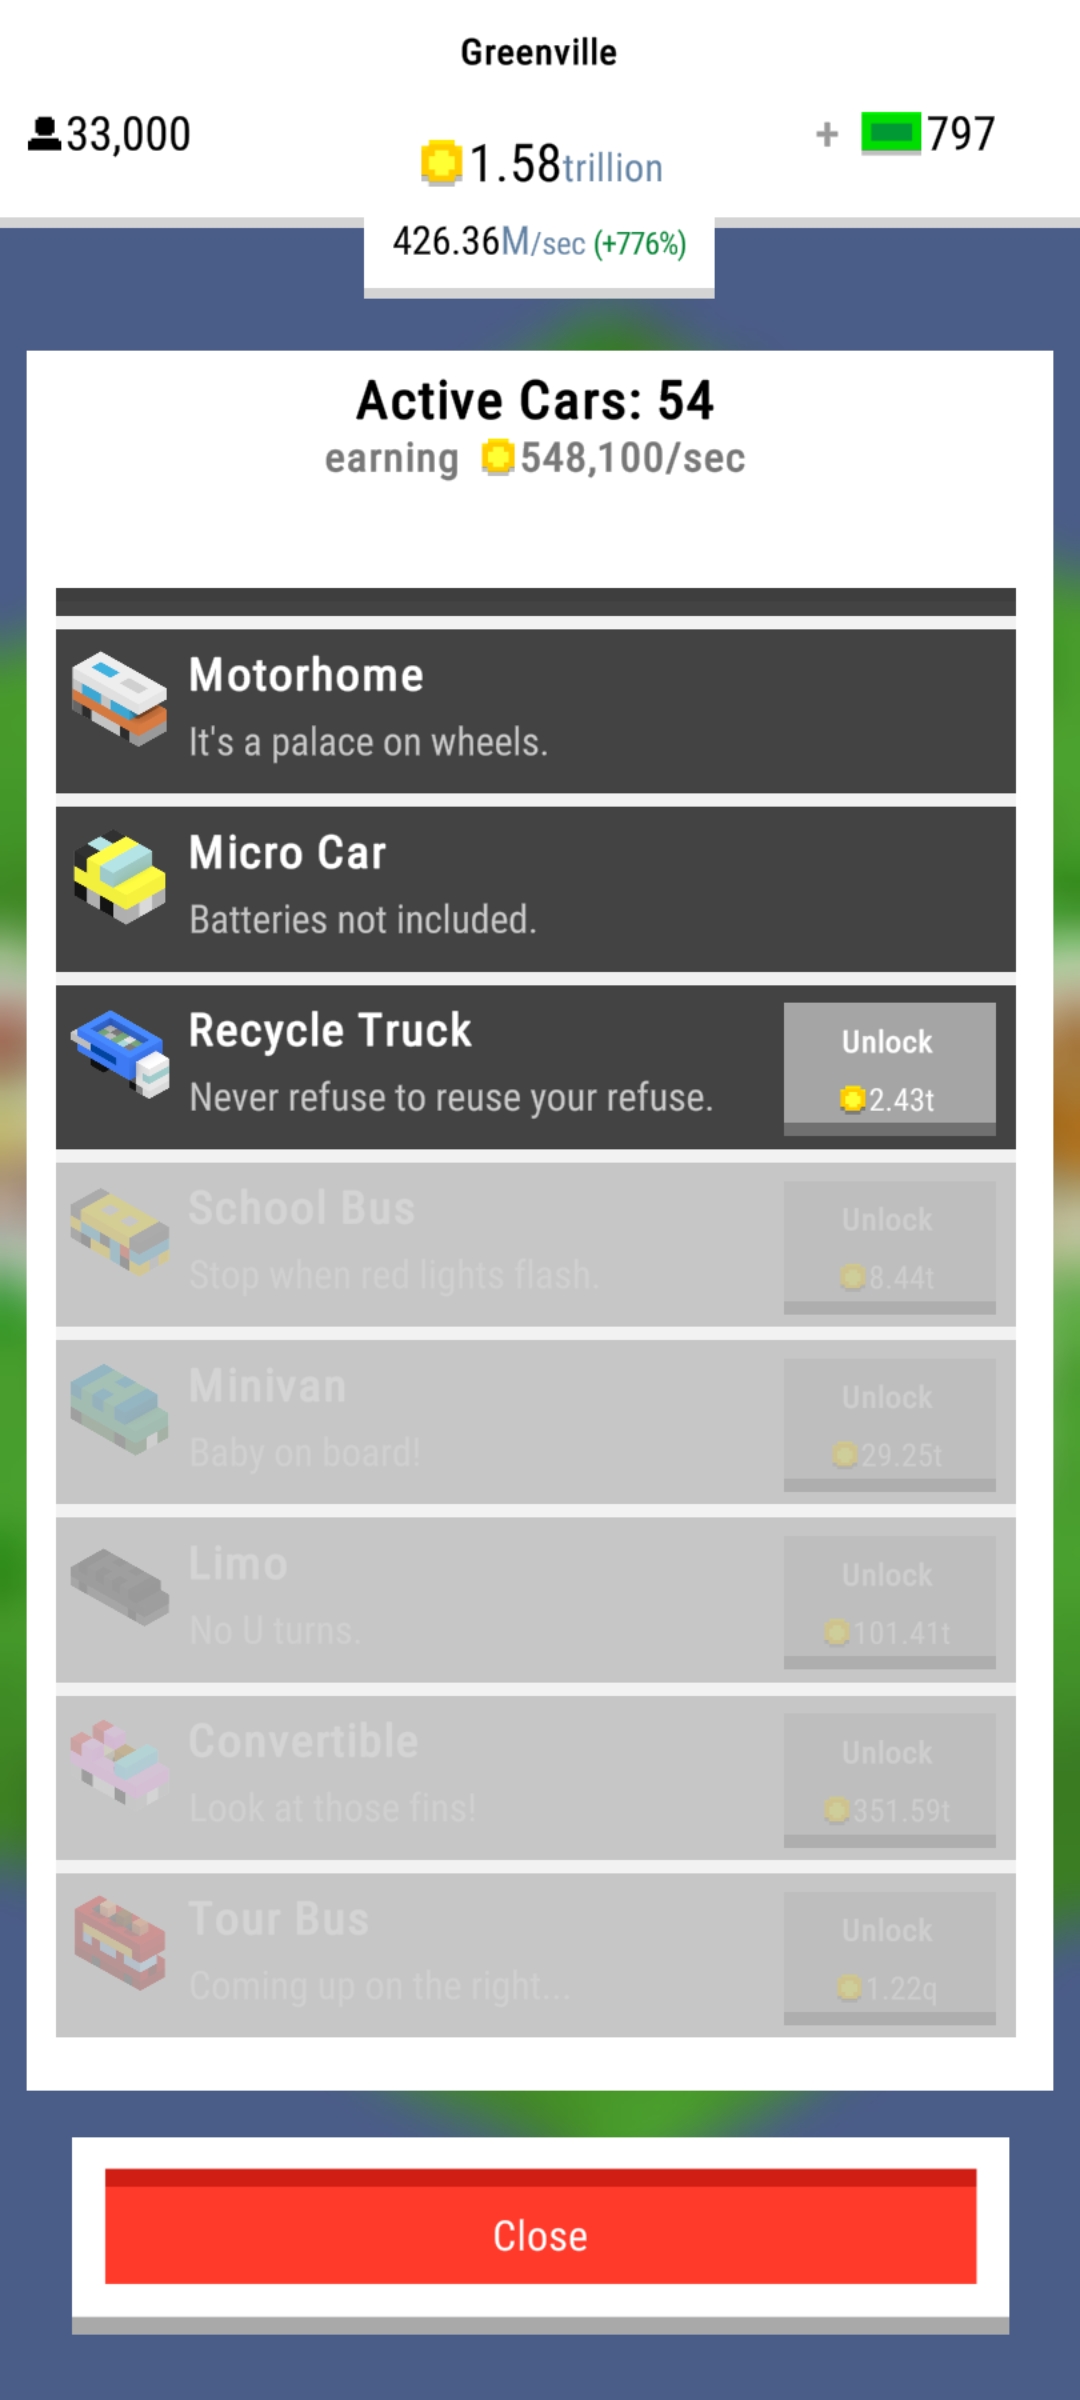 Greenville
33,000
1.58trillion
+ 797
426.36M/sec (+776%)
Active Cars: 54
earning 548,100/sec
Motorhome
It's a palace on wheels.
Micro Car
Batteries not included.
Recycle Truck
Never refuse to reuse your refuse.
Unlock
2.43t
School Bus
Stop when red lights flash.
Unlock
8.44t
Minivan
Baby on board!
Unlock
29.25t
Limo
No U turns.
Unlock
101.41t
Convertible
Look at those fins!
Unlock
351.59t
Tour Bus
Coming up on the right...
Unlock
1.22q
Close